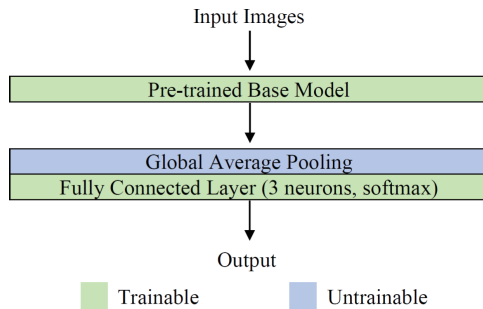 Input Images
Pre-trained Base Model
Global Average Pooling
Fully Connected Layer (3 neurons, softmax)
Output
Trainable
Untrainable